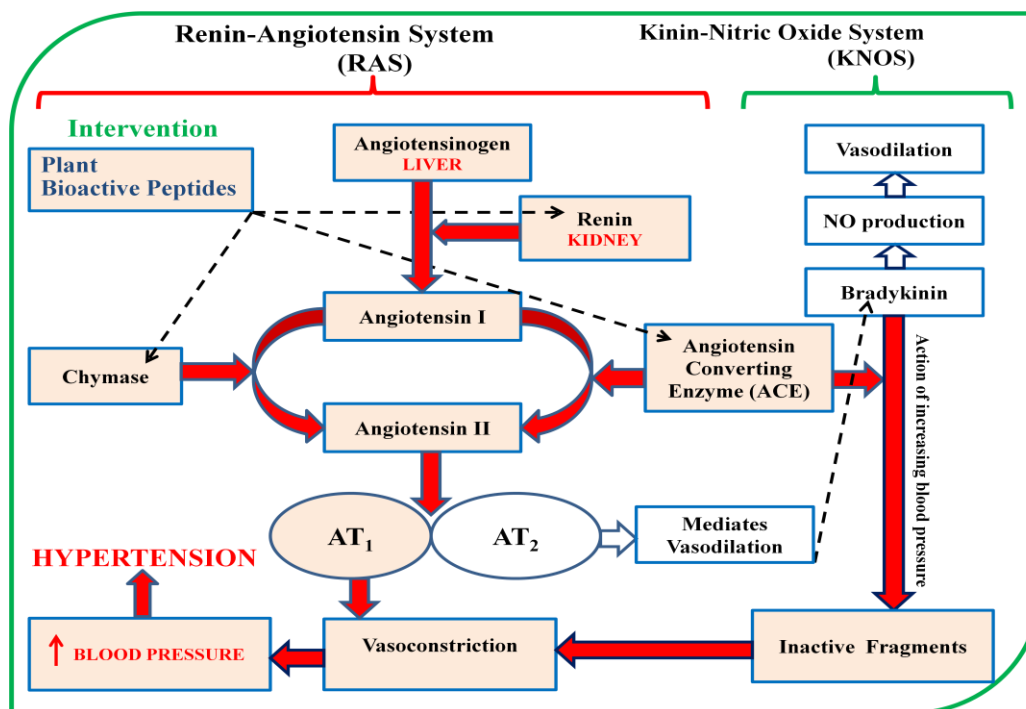 Renin-Angiotensin System
(RAS)
Kinin-Nitric Oxide System
(KNOS)
Intervention
Plant
Bioactive Peptides
Angiotensinogen
LIVER
Vasodilation
Renin
KIDNEY
NO production
Bradykinin
Angiotensin I
Chymase
Angiotensin
Converting
Enzyme (ACE)
Action of increasing blood pressure
Angiotensin II
AT₁
AT₂
Mediates
Vasodilation
HYPERTENSION
↑ BLOOD PRESSURE
Vasoconstriction
Inactive Fragments